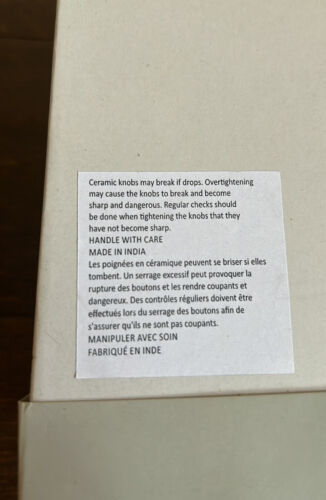 Ceramic knobs may break if drops. Overtightening
may cause the knobs to break and become
sharp and dangerous. Regular checks should
be done when tightening the knobs that they
have not become sharp.
HANDLE WITH CARE
MADE IN INDIA
Les poignées en céramique peuvent se briser si elles
tombent. Un serrage excessif peut provoquer la
rupture des boutons et les rendre coupants et
dangereux. Des contrôles réguliers doivent être
effectués lors du serrage des boutons afin de
s'assurer qu'ils ne sont pas coupants.
MANIPULER AVEC SOIN
FABRIQUÉ EN INDE